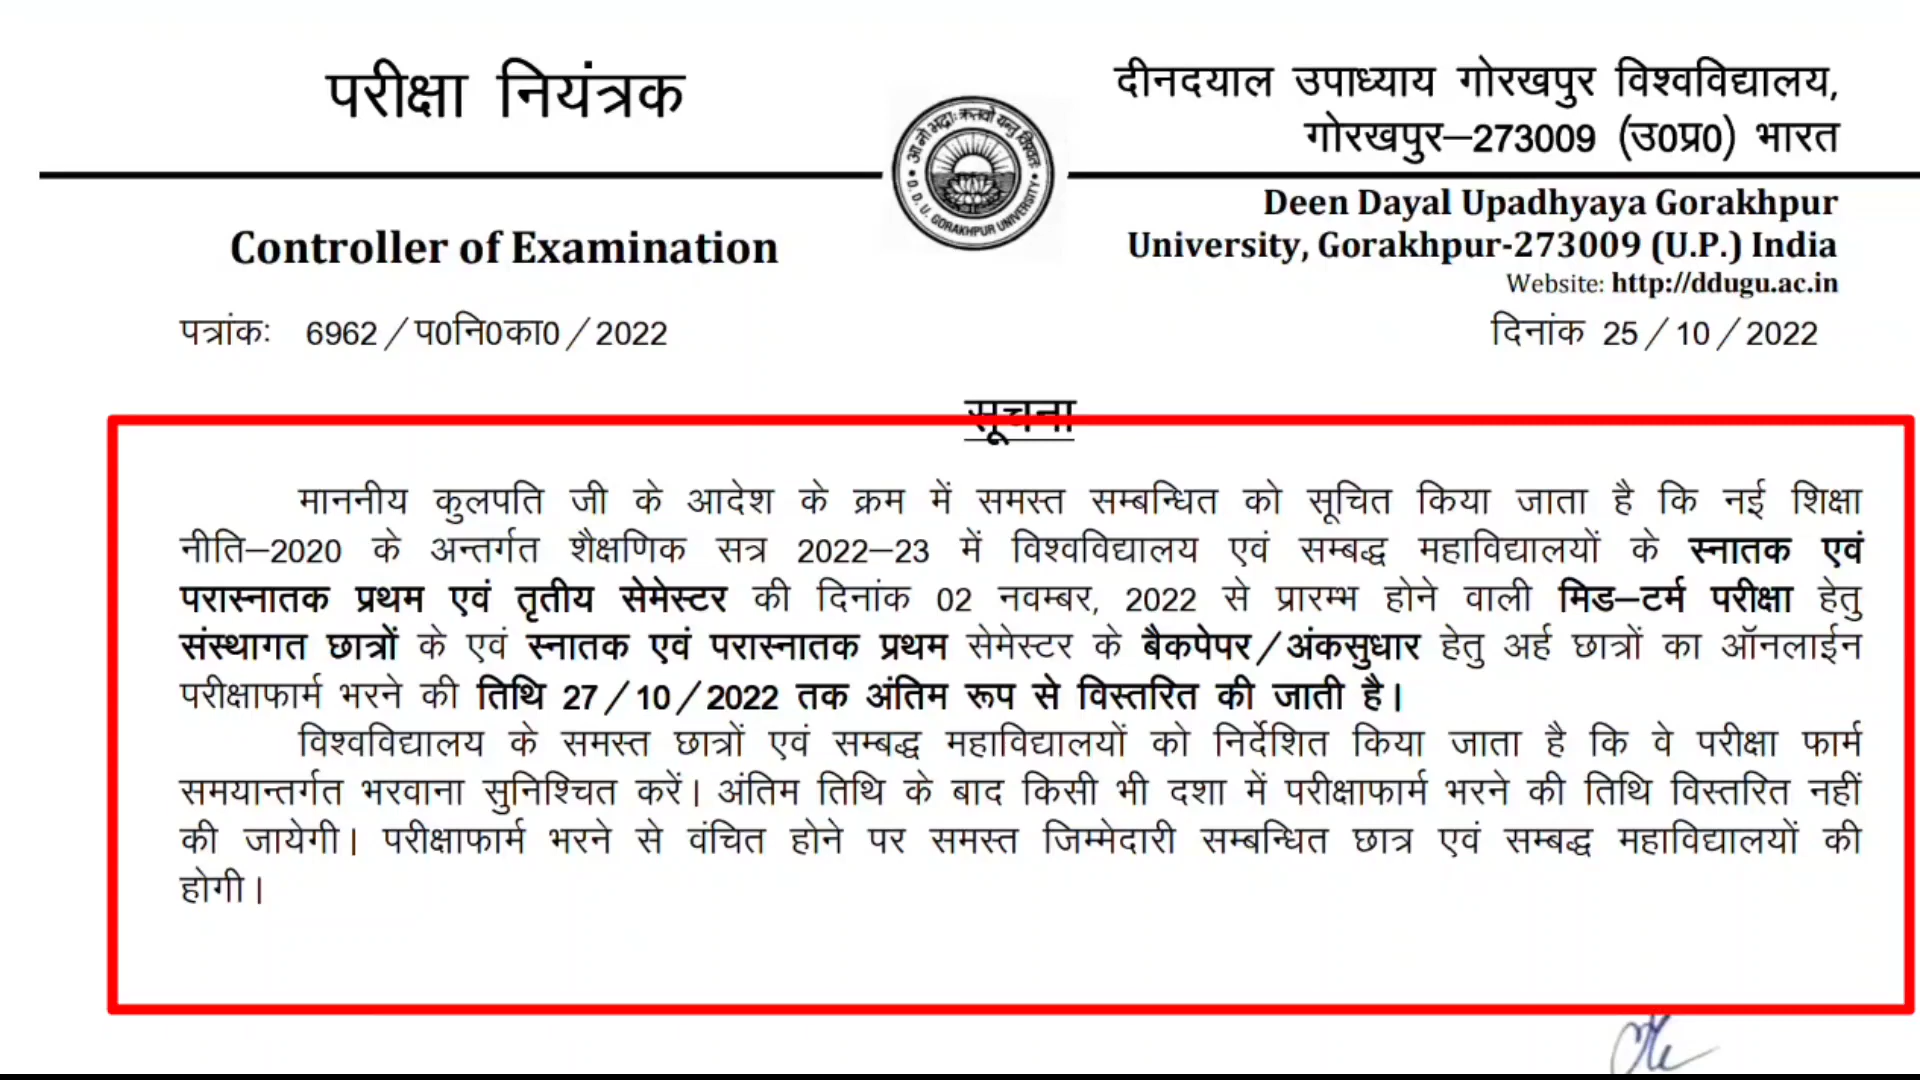 परीक्षा नियंत्रक
दीनदयाल उपाध्याय गोरखपुर विश्वविद्यालय,
गोरखपुर–273009 (उ0प्र0) भारत
आ नो भद्राः क्रतवो यन्तु विश्वतः
D. D. U. GORAKHPUR UNIVERSITY
Controller of Examination
Deen Dayal Upadhyaya Gorakhpur
University, Gorakhpur-273009 (U.P.) India
Website: http://ddugu.ac.in
पत्रांकः 6962/प0नि0का0/2022
दिनांक 25/10/2022
सूचना
माननीय कुलपति जी के आदेश के क्रम में समस्त सम्बन्धित को सूचित किया जाता है कि नई शिक्षा
नीति–2020 के अन्तर्गत शैक्षणिक सत्र 2022–23 में विश्वविद्यालय एवं सम्बद्ध महाविद्यालयों के स्नातक एवं
परास्नातक प्रथम एवं तृतीय सेमेस्टर की दिनांक 02 नवम्बर, 2022 से प्रारम्भ होने वाली मिड–टर्म परीक्षा हेतु
संस्थागत छात्रों के एवं स्नातक एवं परास्नातक प्रथम सेमेस्टर के बैकपेपर/अंकसुधार हेतु अर्ह छात्रों का ऑनलाईन
परीक्षाफार्म भरने की तिथि 27/10/2022 तक अंतिम रूप से विस्तरित की जाती है।
विश्वविद्यालय के समस्त छात्रों एवं सम्बद्ध महाविद्यालयों को निर्देशित किया जाता है कि वे परीक्षा फार्म
समयान्तर्गत भरवाना सुनिश्चित करें। अंतिम तिथि के बाद किसी भी दशा में परीक्षाफार्म भरने की तिथि विस्तरित नहीं
की जायेगी। परीक्षाफार्म भरने से वंचित होने पर समस्त जिम्मेदारी सम्बन्धित छात्र एवं सम्बद्ध महाविद्यालयों की
होगी।